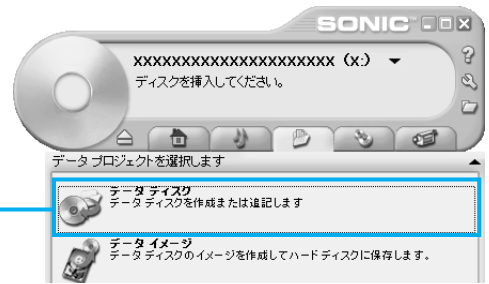 SONIC
XXXXXXXXXXXXXXXXXXXXX (X:)
ディスクを挿入してください。
データ プロジェクトを選択します
データ ディスク
データ ディスクを作成または追記します
データ イメージ
データ ディスクのイメージを作成してハード ディスクに保存します。